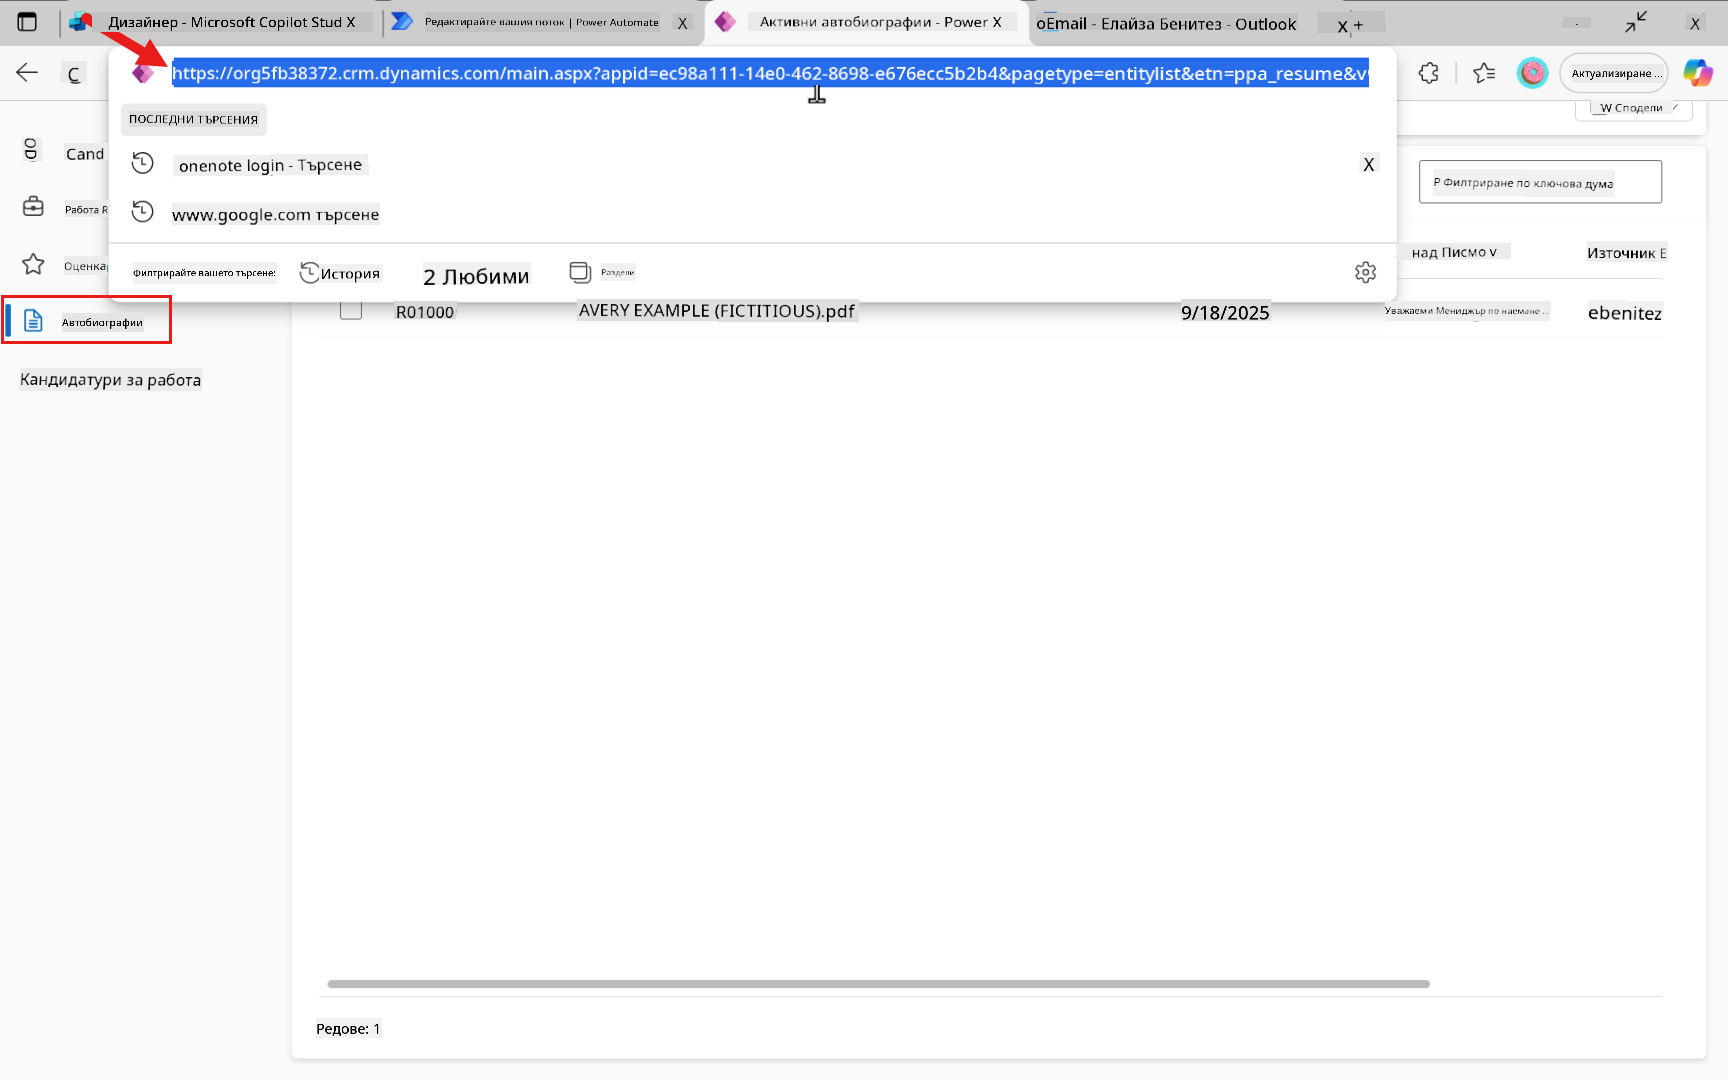 Дизайнер - Microsoft Copilot Stud X
Редактирайте вашия поток | Power Automate X
Активни автобиографии - Power X
oEmail - Елайза Бенитез - Outlook X +
X
C
https://org5fb38372.crm.dynamics.com/main.aspx?appid=ec98a111-14e0-462-8698-e676ecc5b2b4&pagetype=entitylist&etn=ppa_resume&v
Актуализиране ...
ПОСЛЕДНИ ТЪРСЕНИЯ
W Сподели
Cand
onenote login - Търсене X
P Филтриране по ключова дума
Работа R
www.google.com търсене
над Писмо v
Източник E
Оценка
Филтрирайте вашето търсене:
История
2 Любими
Раздели
R01000
AVERY EXAMPLE (FICTITIOUS).pdf
9/18/2025
Уважаеми Мениджър по наемане ...
ebenitez
Автобиографии
Кандидатури за работа
Редове: 1